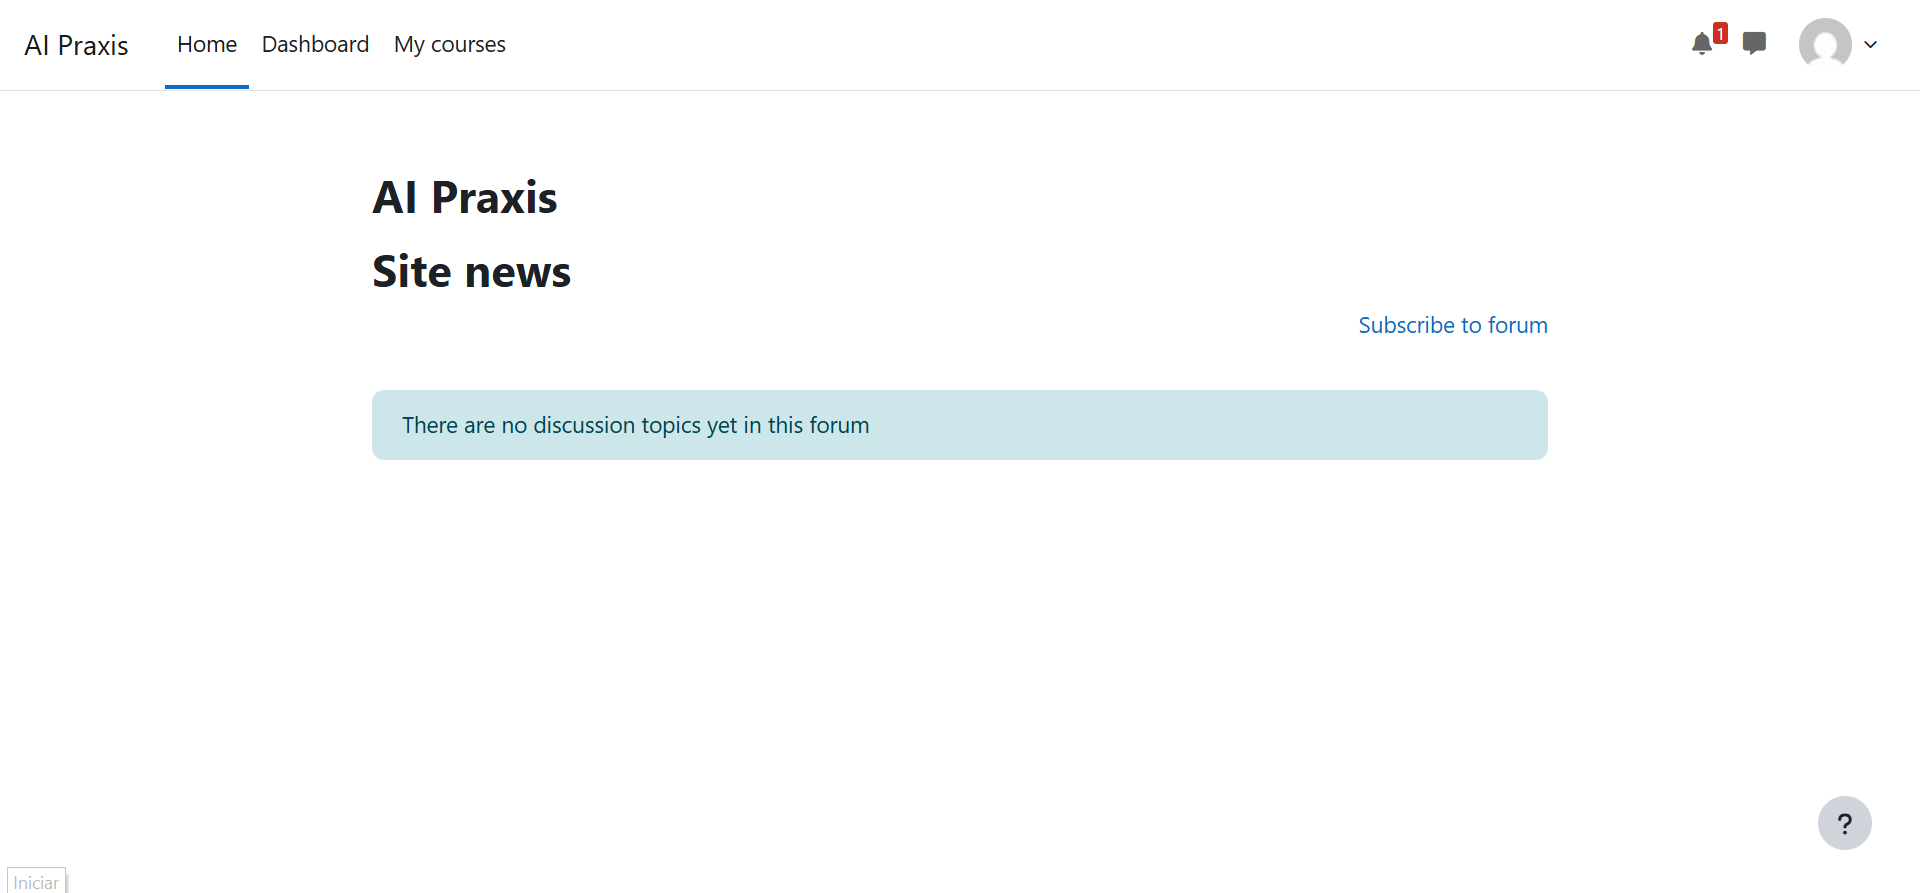 AI Praxis Home Dashboard My courses 1
AI Praxis
Site news
Subscribe to forum
There are no discussion topics yet in this forum
?
Iniciar